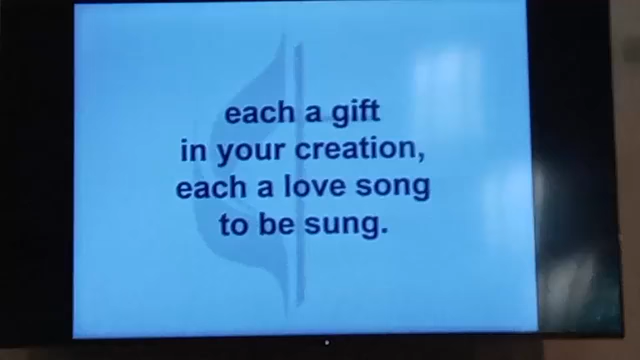 each a gift
in your creation,
each a love song
to be sung.